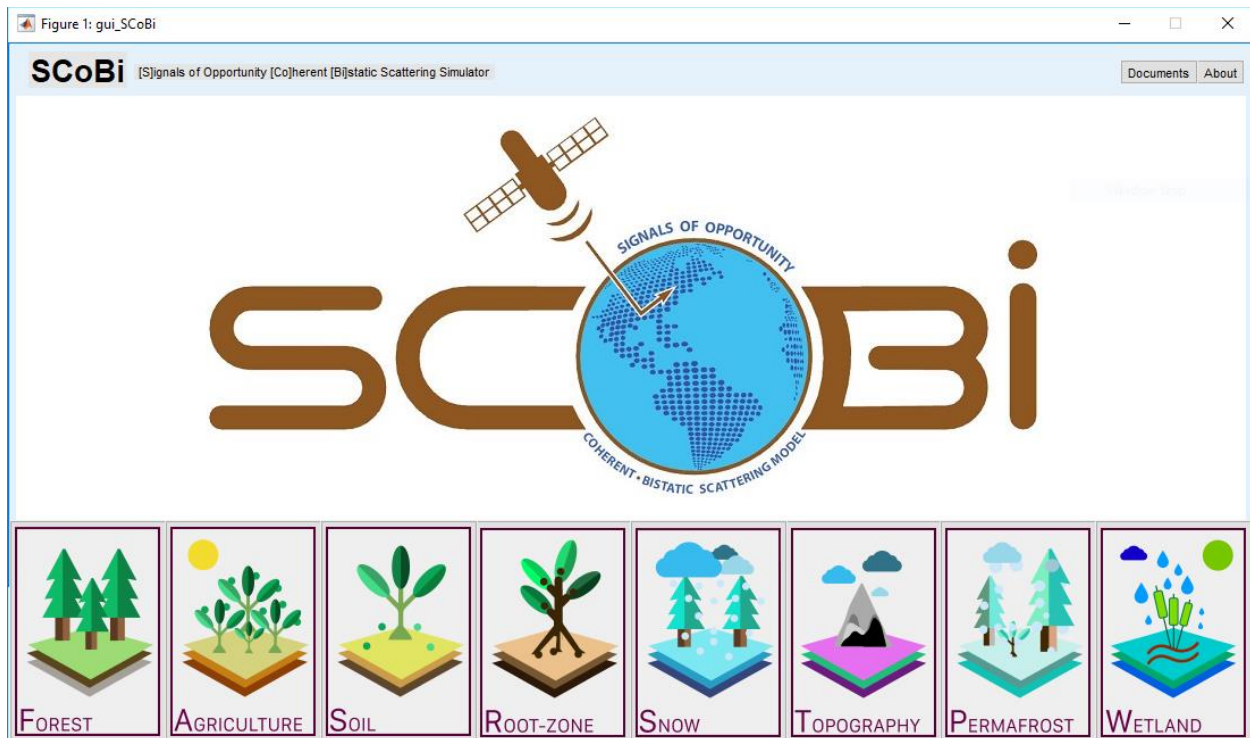 Figure 1: gui_SCoBi
SCoBi [S]ignals of Opportunity [Co]herent [Bi]static Scattering Simulator
Documents About
SIGNALS OF OPPORTUNITY
SCOBi
COHERENT • BISTATIC SCATTERING MODEL
FOREST AGRICULTURE SOIL ROOT-ZONE SNOW TOPOGRAPHY PERMAFROST WETLAND